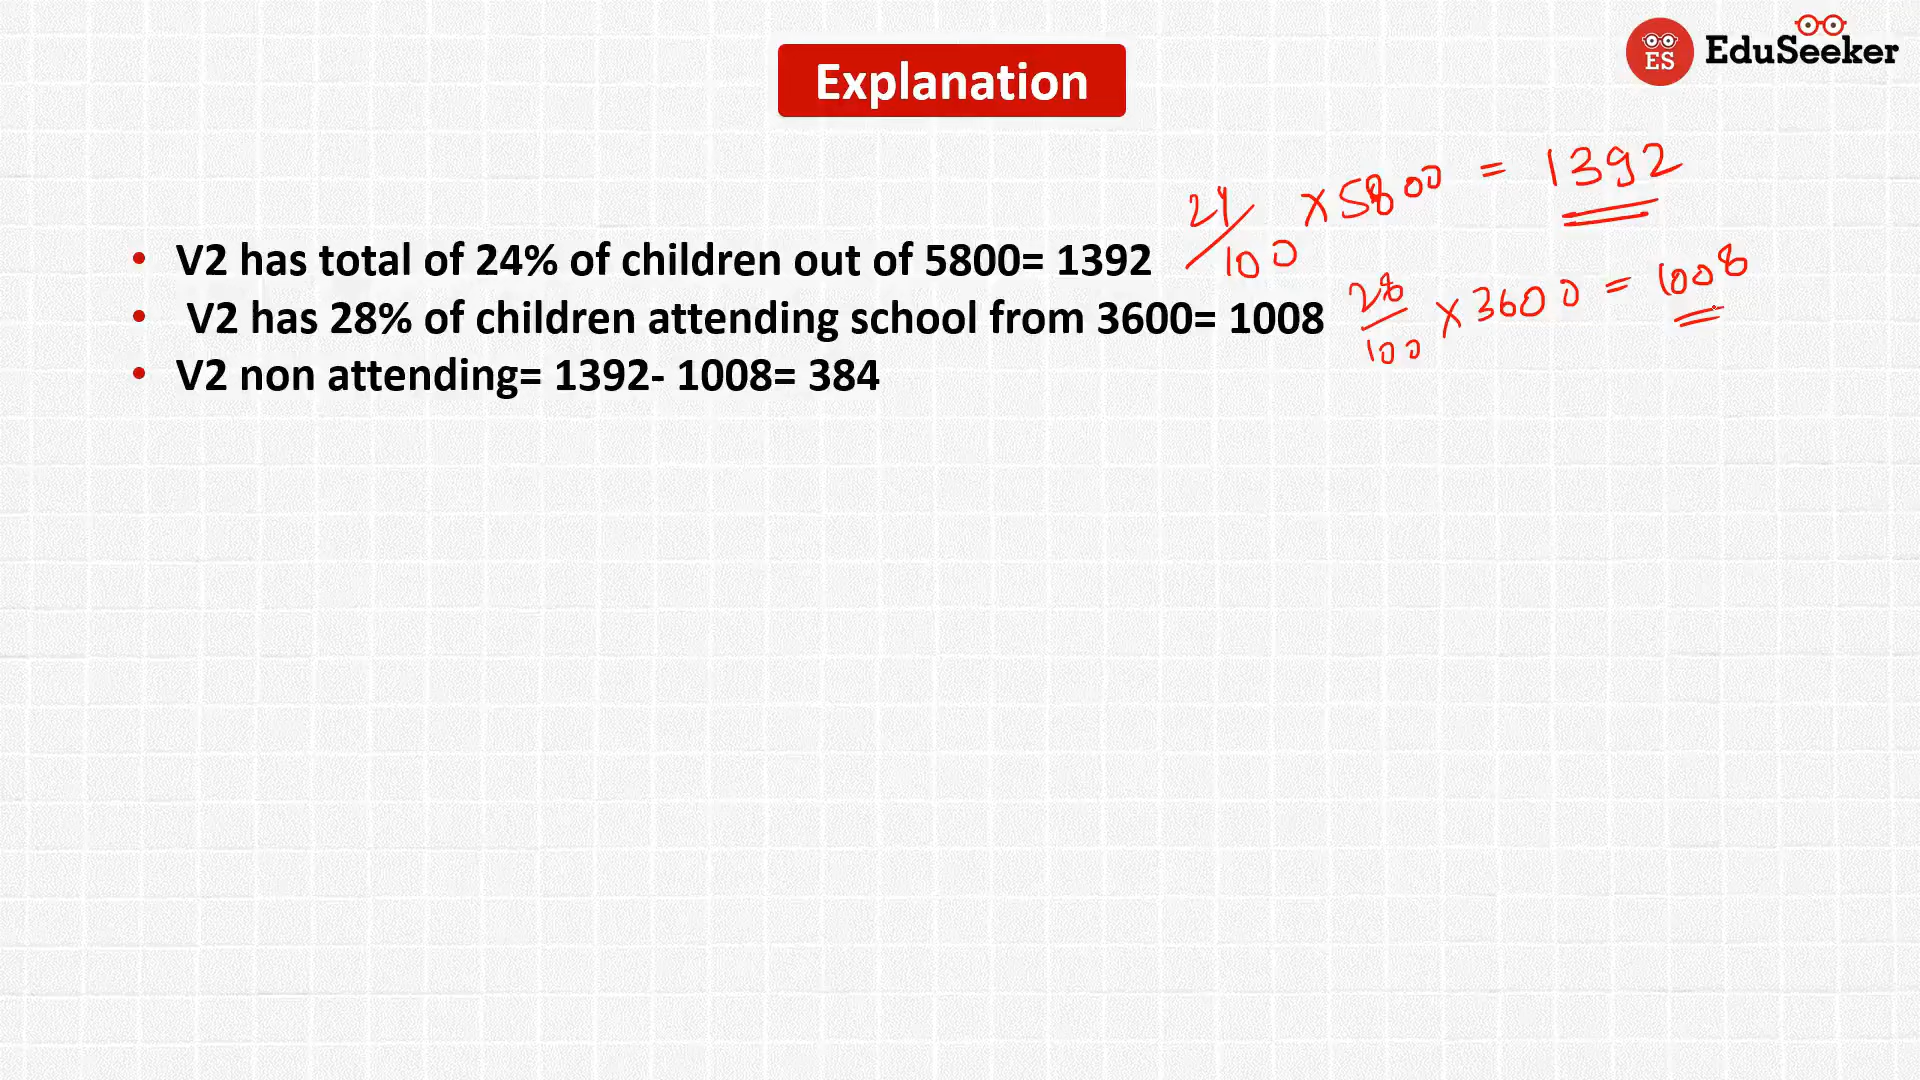 ES EduSeeker
Explanation
24/100 × 5800 = 1392
• V2 has total of 24% of children out of 5800= 1392
• V2 has 28% of children attending school from 3600= 1008
28/100 × 3600 = 1008
• V2 non attending= 1392- 1008= 384